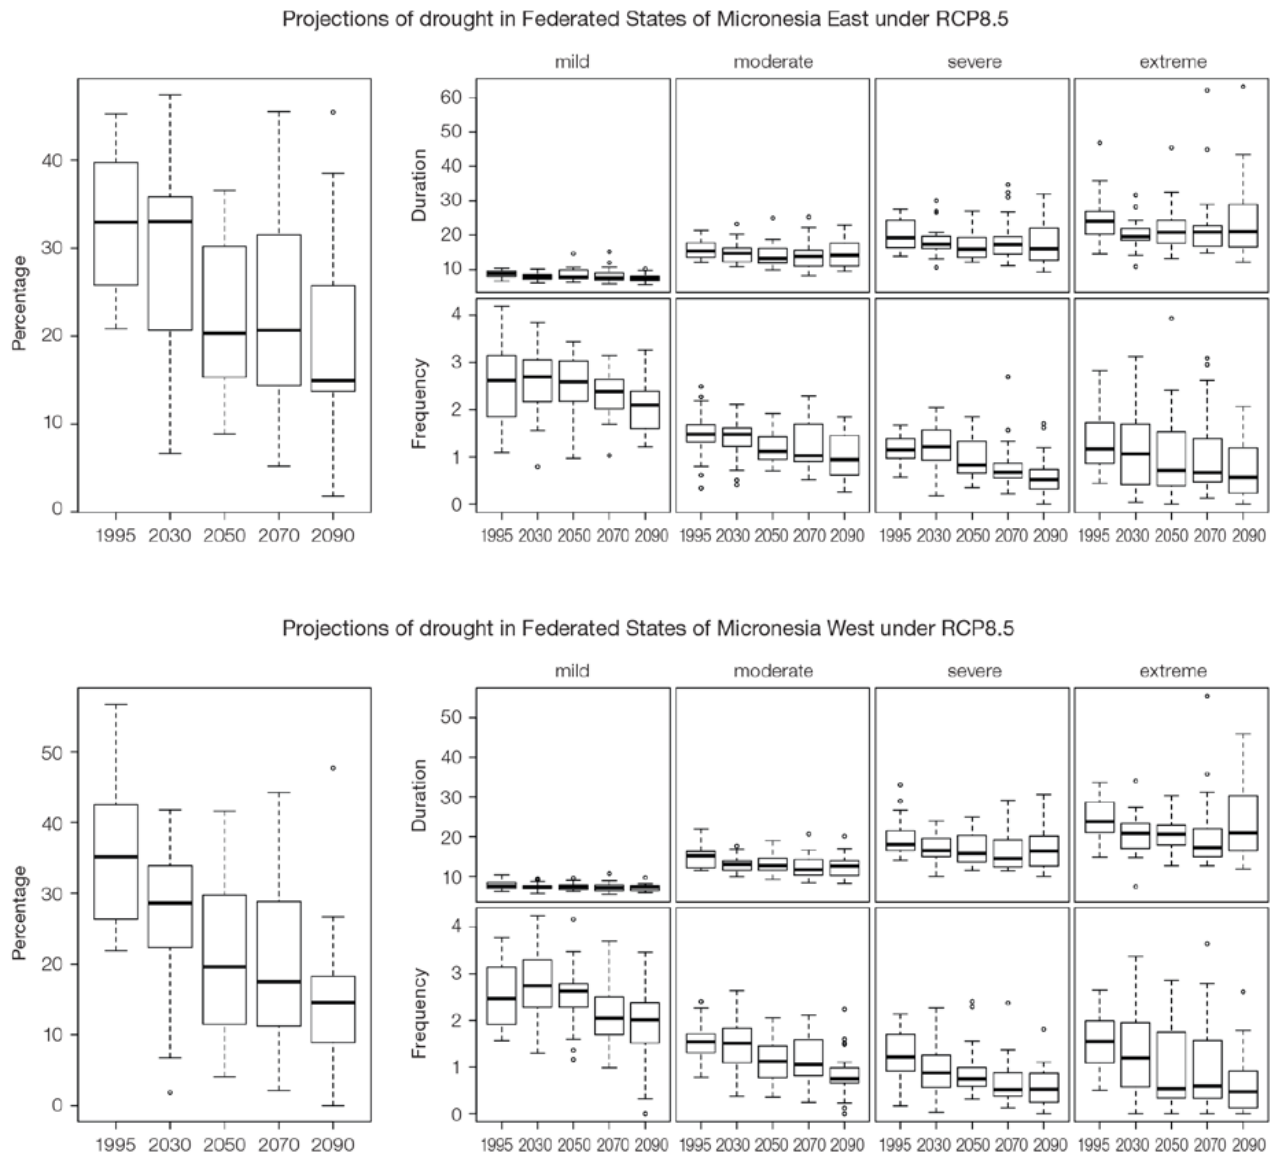 Projections of drought in Federated States of Micronesia East under RCP8.5
mild moderate severe extreme
Percentage
40
30
20
10
0
1995 2030 2050 2070 2090
Duration
60
50
40
30
20
10
Frequency
4
3
2
1
0
1995 2030 2050 2070 2090 1995 2030 2050 2070 2090 1995 2030 2050 2070 2090 1995 2030 2050 2070 2090
Projections of drought in Federated States of Micronesia West under RCP8.5
mild moderate severe extreme
Percentage
50
40
30
20
10
0
1995 2030 2050 2070 2090
Duration
50
40
30
20
10
Frequency
4
3
2
1
0
1995 2030 2050 2070 2090 1995 2030 2050 2070 2090 1995 2030 2050 2070 2090 1995 2030 2050 2070 2090